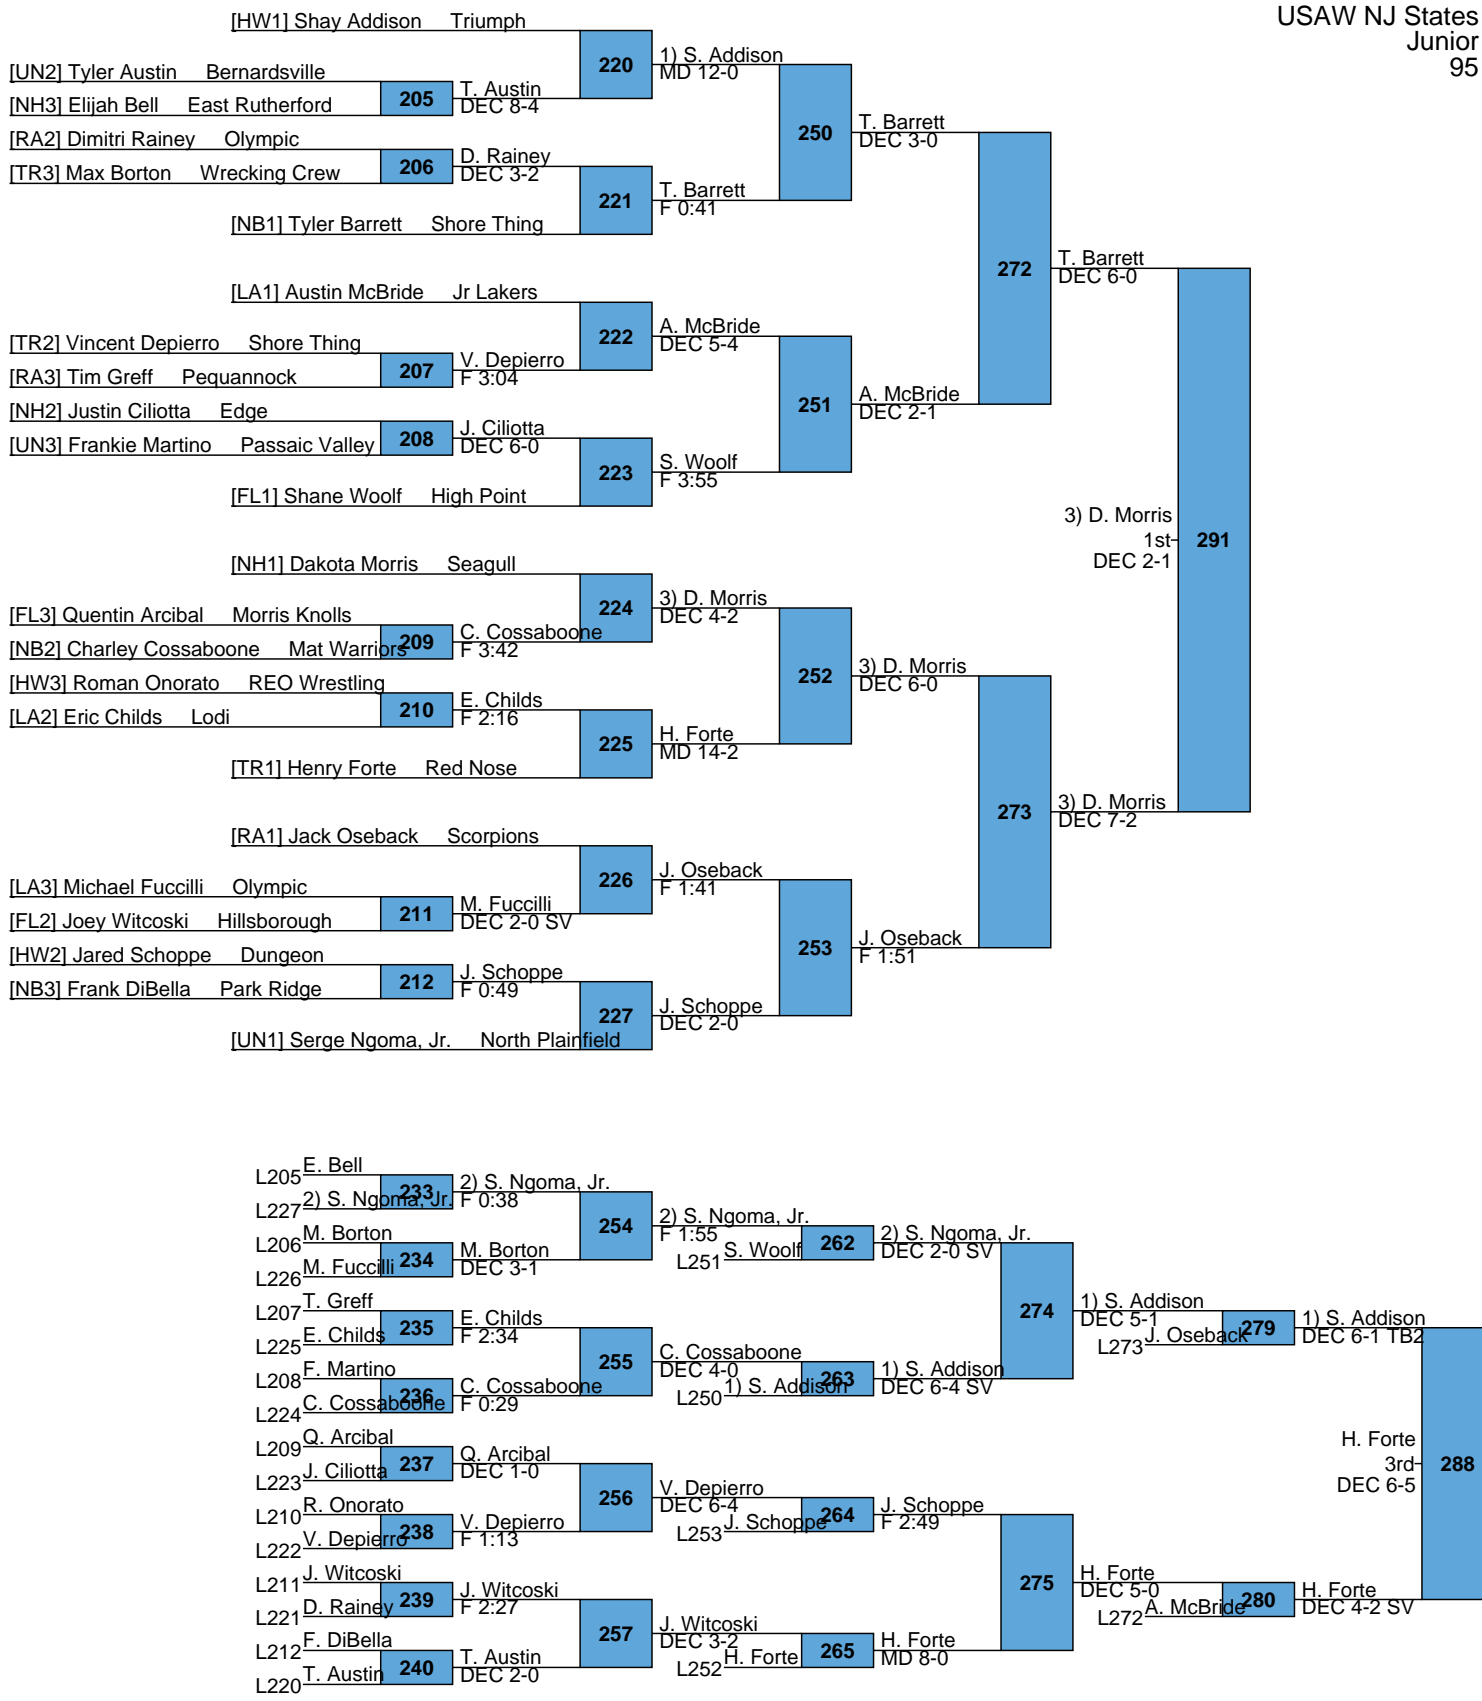 USAW NJ States
Junior
95
[HW1] Shay Addison Triumph
220
1) S. Addison
MD 12-0
[UN2] Tyler Austin Bernardsville
205
T. Austin
DEC 8-4
[NH3] Elijah Bell East Rutherford
250
T. Barrett
DEC 3-0
[RA2] Dimitri Rainey Olympic
206
D. Rainey
DEC 3-2
[TR3] Max Borton Wrecking Crew
221
T. Barrett
F 0:41
[NB1] Tyler Barrett Shore Thing
272
T. Barrett
DEC 6-0
[LA1] Austin McBride Jr Lakers
222
A. McBride
DEC 5-4
[TR2] Vincent Depierro Shore Thing
207
V. Depierro
F 3:04
[RA3] Tim Greff Pequannock
251
A. McBride
DEC 2-1
[NH2] Justin Ciliotta Edge
208
J. Ciliotta
DEC 6-0
[UN3] Frankie Martino Passaic Valley
223
S. Woolf
F 3:55
[FL1] Shane Woolf High Point
3) D. Morris
1st
DEC 2-1
291
[NH1] Dakota Morris Seagull
224
3) D. Morris
DEC 4-2
[FL3] Quentin Arcibal Morris Knolls
209
C. Cossaboone
F 3:42
[NB2] Charley Cossaboone Mat Warriors
252
3) D. Morris
DEC 6-0
[HW3] Roman Onorato REO Wrestling
210
E. Childs
F 2:16
[LA2] Eric Childs Lodi
225
H. Forte
MD 14-2
[TR1] Henry Forte Red Nose
273
3) D. Morris
DEC 7-2
[RA1] Jack Oseback Scorpions
226
J. Oseback
F 1:41
[LA3] Michael Fuccilli Olympic
211
M. Fuccilli
DEC 2-0 SV
[FL2] Joey Witcoski Hillsborough
253
J. Oseback
F 1:51
[HW2] Jared Schoppe Dungeon
212
J. Schoppe
F 0:49
[NB3] Frank DiBella Park Ridge
227
J. Schoppe
DEC 2-0
[UN1] Serge Ngoma, Jr. North Plainfield
L205 E. Bell
233
2) S. Ngoma, Jr.
F 0:38
L227 2) S. Ngoma, Jr.
254
2) S. Ngoma, Jr.
F 1:55
L206 M. Borton
234
M. Borton
DEC 3-1
L226 M. Fuccilli
L251 S. Woolf
262
2) S. Ngoma, Jr.
DEC 2-0 SV
L207 T. Greff
235
E. Childs
F 2:34
L225 E. Childs
274
1) S. Addison
DEC 5-1
L273 J. Oseback
279
1) S. Addison
DEC 6-1 TB2
255
C. Cossaboone
DEC 4-0
L208 F. Martino
236
C. Cossaboone
F 0:29
L224 C. Cossaboone
L250 1) S. Addison
263
1) S. Addison
DEC 6-4 SV
L209 Q. Arcibal
237
Q. Arcibal
DEC 1-0
L223 J. Ciliotta
H. Forte
3rd
DEC 6-5
288
256
V. Depierro
DEC 6-4
L210 R. Onorato
238
V. Depierro
F 1:13
L222 V. Depierro
L253 J. Schoppe
264
J. Schoppe
F 2:49
L211 J. Witcoski
239
J. Witcoski
F 2:27
L221 D. Rainey
275
H. Forte
DEC 5-0
L272 A. McBride
280
H. Forte
DEC 4-2 SV
257
J. Witcoski
DEC 3-2
L212 F. DiBella
240
T. Austin
DEC 2-0
L220 T. Austin
L252 H. Forte
265
H. Forte
MD 8-0